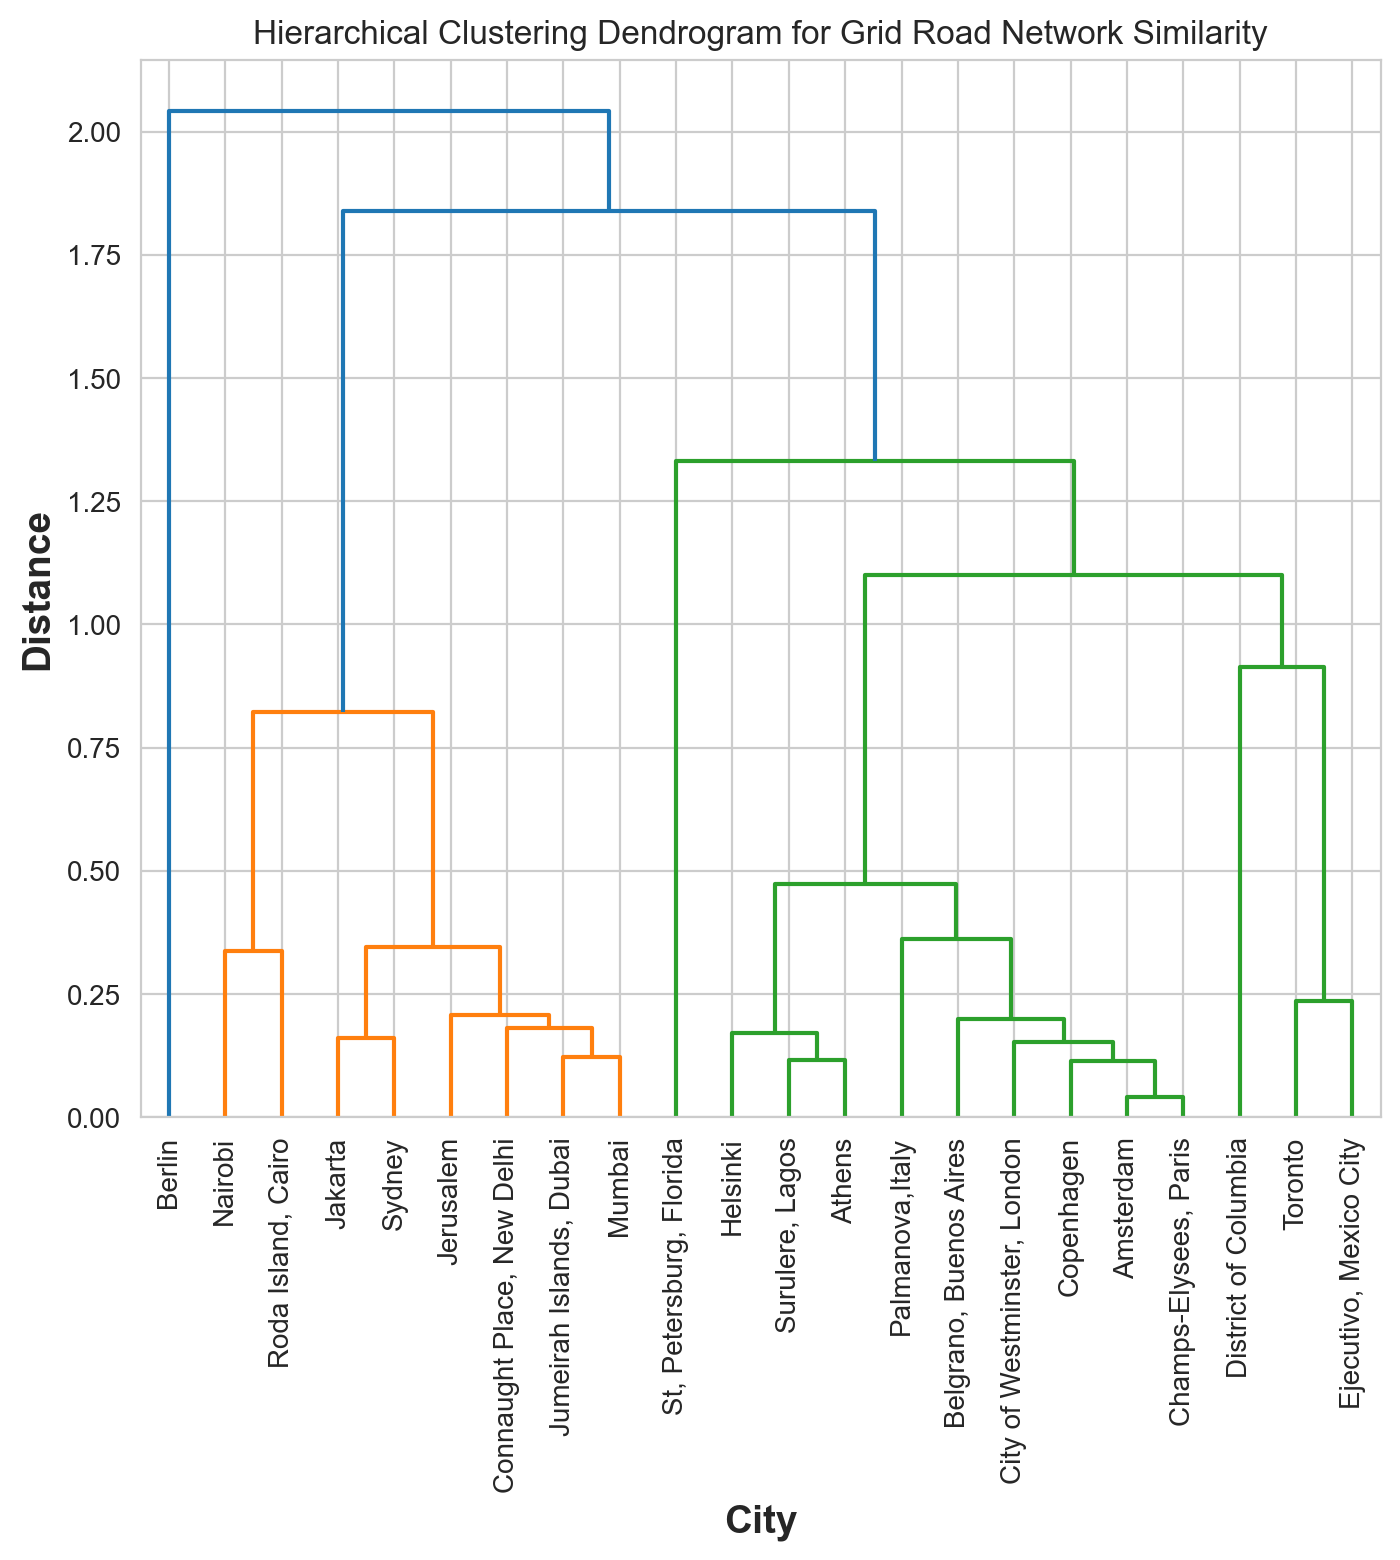 Hierarchical Clustering Dendrogram for Grid Road Network Similarity
2.00
1.75
1.50
1.25
1.00
0.75
0.50
0.25
0.00
Distance
Berlin
Nairobi
Roda Island, Cairo
Jakarta
Sydney
Jerusalem
Connaught Place, New Delhi
Jumeirah Islands, Dubai
Mumbai
St, Petersburg, Florida
Helsinki
Surulere, Lagos
Athens
Palmanova,Italy
Belgrano, Buenos Aires
City of Westminster, London
Copenhagen
Amsterdam
Champs-Elysees, Paris
District of Columbia
Toronto
Ejecutivo, Mexico City
City